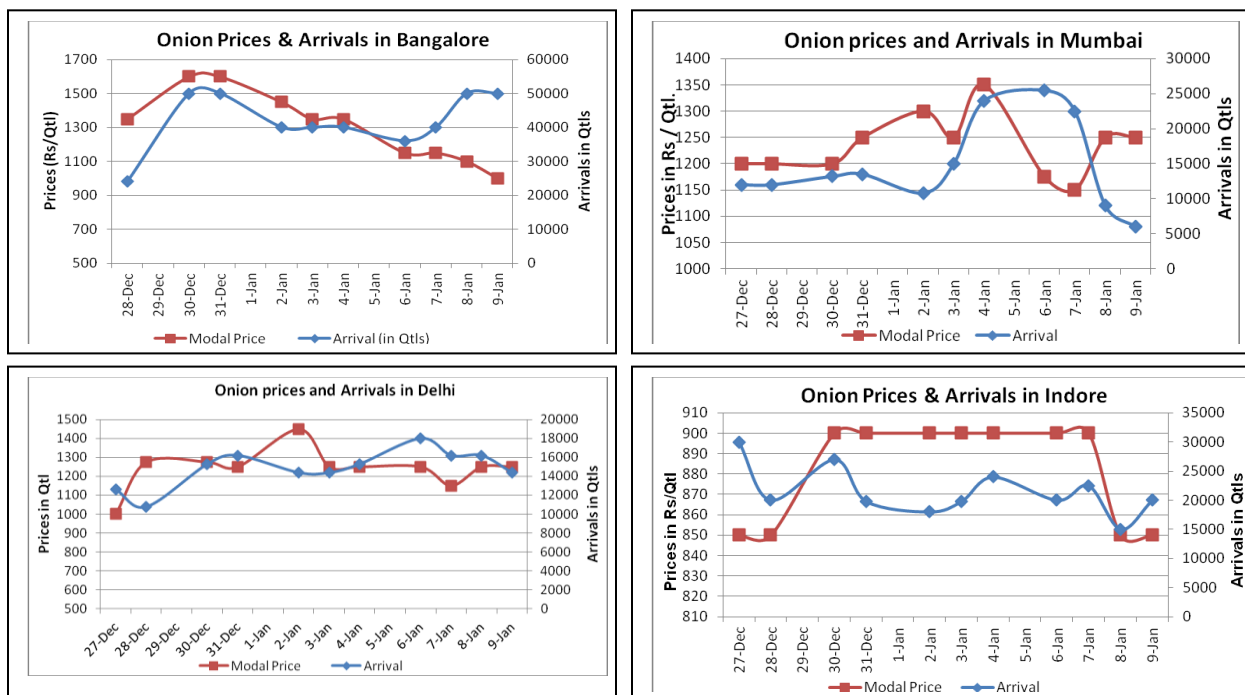 Onion Prices & Arrivals in Bangalore
Prices (Rs/Qtl)
1700
1500
1300
1100
900
700
500
60000
50000
40000
30000
20000
10000
0
Arrivals in Qtls
28-Dec
29-Dec
30-Dec
31-Dec
1-Jan
2-Jan
3-Jan
4-Jan
5-Jan
6-Jan
7-Jan
8-Jan
9-Jan
Modal Price
Arrival (in Qtls)
Onion prices and Arrivals in Mumbai
Prices in Rs / Qtl.
1400
1350
1300
1250
1200
1150
1100
1050
1000
30000
25000
20000
15000
10000
5000
0
Arrivals in Qtls
27-Dec
28-Dec
29-Dec
30-Dec
31-Dec
1-Jan
2-Jan
3-Jan
4-Jan
5-Jan
6-Jan
7-Jan
8-Jan
9-Jan
Modal Price
Arrival
Onion prices and Arrivals in Delhi
Prices in Qtl
1500
1400
1300
1200
1100
1000
900
800
700
600
500
20000
18000
16000
14000
12000
10000
8000
6000
4000
2000
0
Arrivals in Qtls
27-Dec
28-Dec
29-Dec
30-Dec
31-Dec
1-Jan
2-Jan
3-Jan
4-Jan
5-Jan
6-Jan
7-Jan
8-Jan
9-Jan
Modal Price
Arrival
Onion Prices & Arrivals in Indore
Prices in Rs/Qtl
910
900
890
880
870
860
850
840
830
820
810
35000
30000
25000
20000
15000
10000
5000
0
Arrivals in Qtls
27-Dec
28-Dec
29-Dec
30-Dec
31-Dec
1-Jan
2-Jan
3-Jan
4-Jan
5-Jan
6-Jan
7-Jan
8-Jan
9-Jan
Modal Price
Arrival